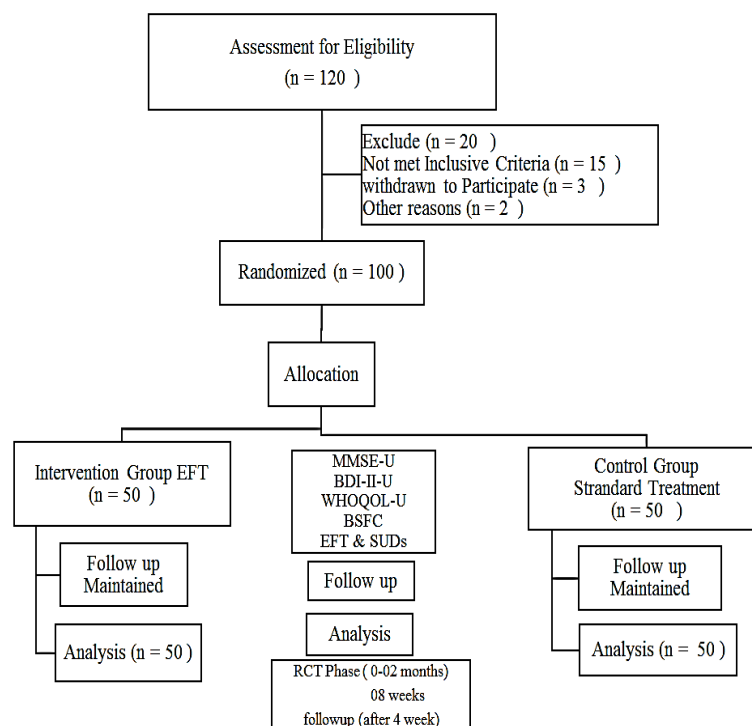 Assessment for Eligibility
(n = 120 )
Exclude (n = 20 )
Not met Inclusive Criteria (n = 15 )
withdrawn to Participate (n = 3 )
Other reasons (n = 2 )
Randomized (n = 100 )
Allocation
Intervention Group EFT
(n = 50 )
MMSE-U
BDI-II-U
WHOQOL-U
BSFC
EFT & SUDs
Control Group
Strandard Treatment
(n = 50 )
Follow up
Maintained
Follow up
Follow up
Maintained
Analysis (n = 50 )
Analysis
Analysis (n = 50 )
RCT Phase ( 0-02 months)
08 weeks
followup (after 4 week)